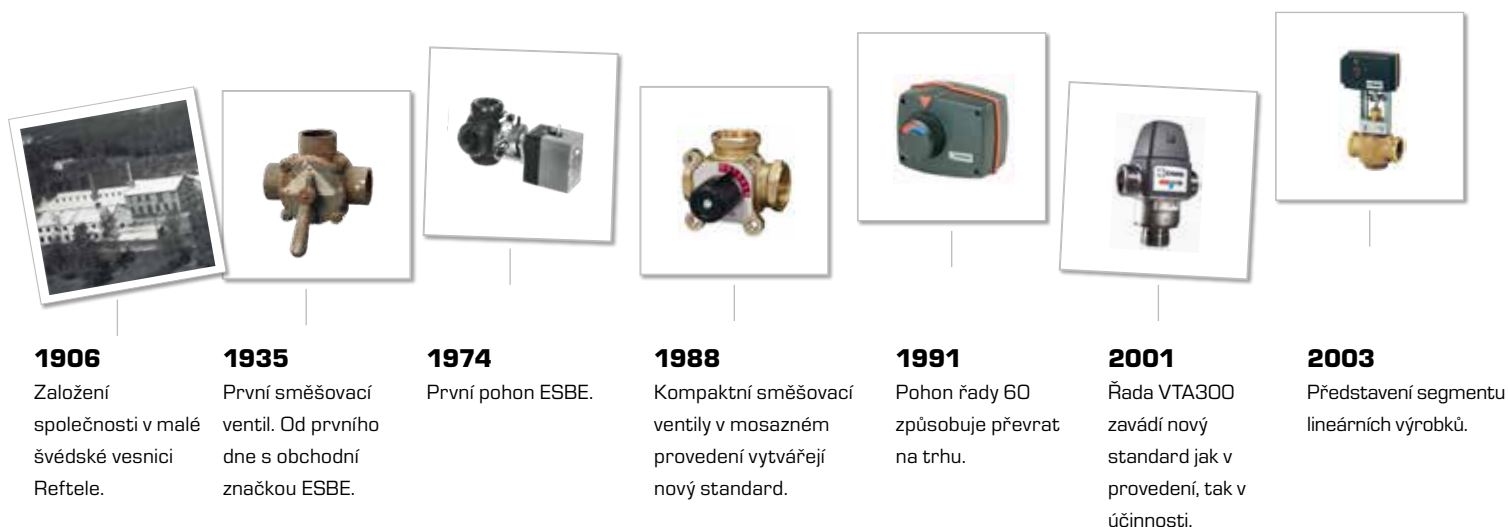 1906
Založení
společnosti v malé
švédské vesnici
Reftele.
1935
První směšovací
ventil. Od prvního
dne s obchodní
značkou ESBE.
1974
První pohon ESBE.
1988
Kompaktní směšovací
ventily v mosazném
provedení vytvářejí
nový standard.
1991
Pohon řady 60
způsobuje převrat
na trhu.
2001
Řada VTA300
zavádí nový
standard jak v
provedení, tak v
účinnosti.
2003
Představení segmentu
lineárních výrobků.